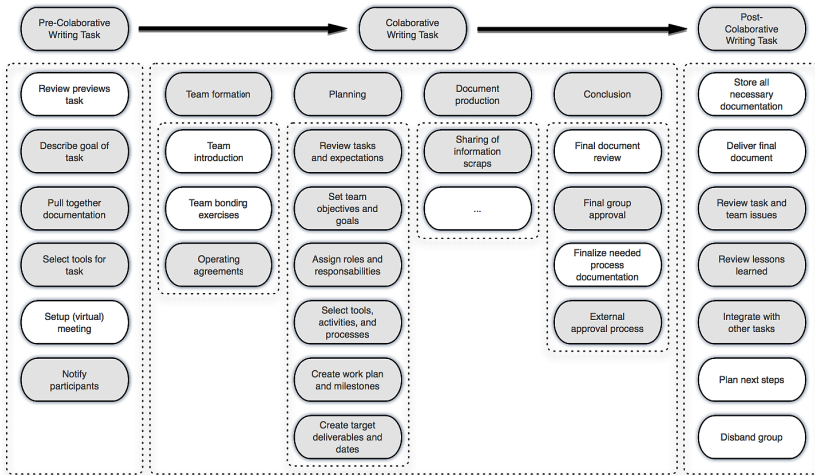 Pre-Colaborative
Writing Task
Colaborative
Writing Task
Post-
Colaborative
Writing Task
Review previews
task
Describe goal of
task
Pull together
documentation
Select tools for
task
Setup (virtual)
meeting
Notify
participants
Team formation
Team
introduction
Team bonding
exercises
Operating
agreements
Planning
Review tasks
and expectations
Set team
objectives and
goals
Assign roles and
responsabilities
Select tools,
activities, and
processes
Create work plan
and milestones
Create target
deliverables and
dates
Document
production
Sharing of
information
scraps
...
Conclusion
Final document
review
Final group
approval
Finalize needed
process
documentation
External
approval process
Store all
necessary
documentation
Deliver final
document
Review task and
team issues
Review lessons
learned
Integrate with
other tasks
Plan next steps
Disband group